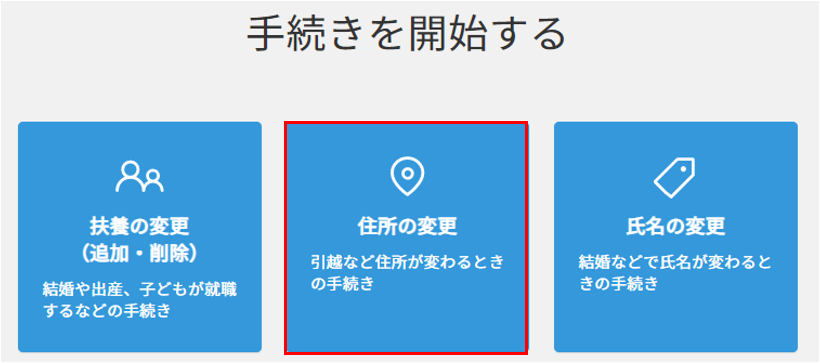 手続きを開始する
扶養の変更
（追加・削除）
結婚や出産、子どもが就職
するなどの手続き
住所の変更
引越など住所が変わるとき
の手続き
氏名の変更
結婚などで氏名が変わると
きの手続き